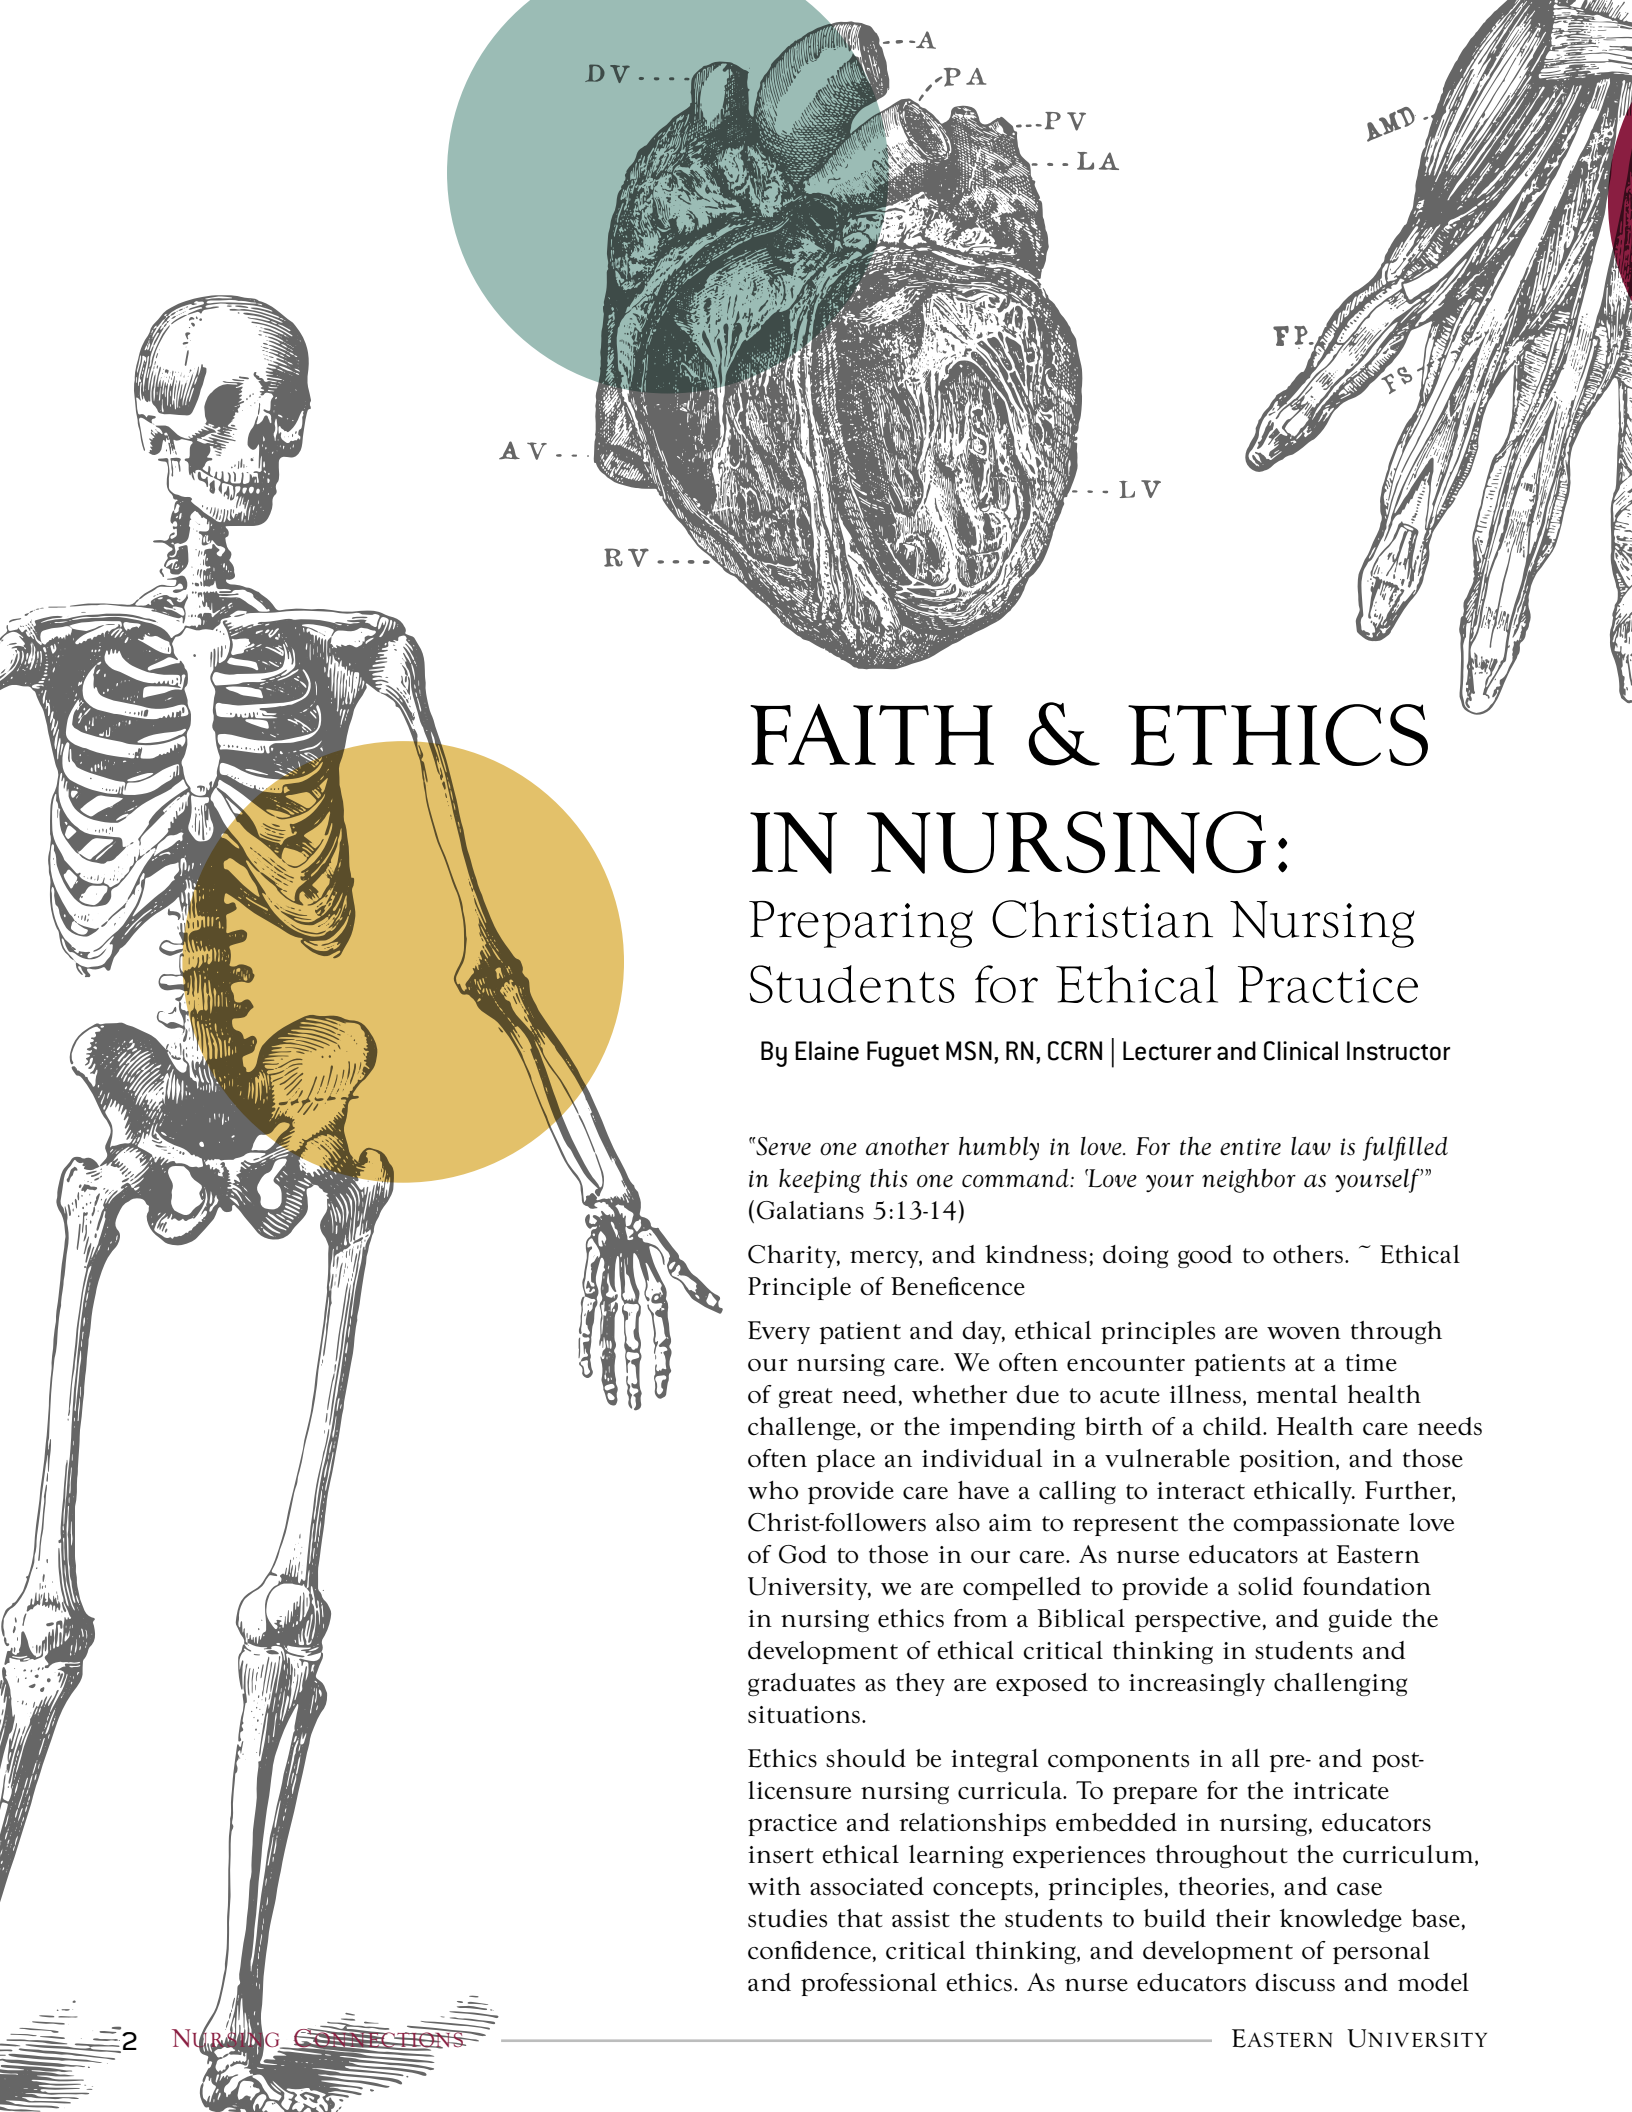 A
DV
PA
PV
LA
AMD
FP.
FS
AV
LV
RV
FAITH & ETHICS
IN NURSING:
Preparing Christian Nursing
Students for Ethical Practice
By Elaine Fuguet MSN, RN, CCRN | Lecturer and Clinical Instructor
"Serve one another humbly in love. For the entire law is fulfilled
in keeping this one command: 'Love your neighbor as yourself'"
(Galatians 5:13-14)
Charity, mercy, and kindness; doing good to others. ~ Ethical
Principle of Beneficence
Every patient and day, ethical principles are woven through
our nursing care. We often encounter patients at a time
of great need, whether due to acute illness, mental health
challenge, or the impending birth of a child. Health care needs
often place an individual in a vulnerable position, and those
who provide care have a calling to interact ethically. Further,
Christ-followers also aim to represent the compassionate love
of God to those in our care. As nurse educators at Eastern
University, we are compelled to provide a solid foundation
in nursing ethics from a Biblical perspective, and guide the
development of ethical critical thinking in students and
graduates as they are exposed to increasingly challenging
situations.
Ethics should be integral components in all pre- and post-
licensure nursing curricula. To prepare for the intricate
practice and relationships embedded in nursing, educators
insert ethical learning experiences throughout the curriculum,
with associated concepts, principles, theories, and case
studies that assist the students to build their knowledge base,
confidence, critical thinking, and development of personal
and professional ethics. As nurse educators discuss and model
2 Nursing Connections Eastern University